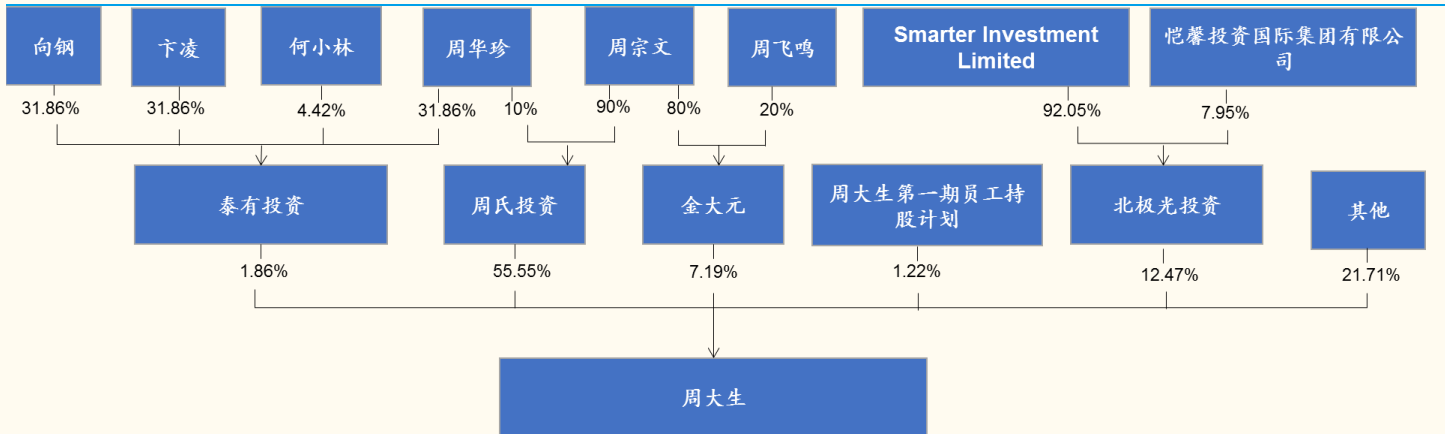 向钢
卞凌
何小林
周华珍
周宗文
周飞鸣
Smarter Investment
Limited
恺馨投资国际集团有限公
司
31.86%
31.86%
4.42%
31.86%
10%
90%
80%
20%
92.05%
7.95%
泰有投资
周氏投资
金大元
周大生第一期员工持
股计划
北极光投资
其他
1.86%
55.55%
7.19%
1.22%
12.47%
21.71%
周大生